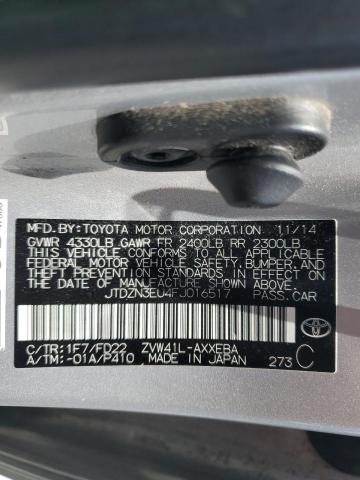 MFD.BY:TOYOTA MOTOR CORPORATION 11/14
GVWR 4330LB GAWR FR 2400LB RR 2300LB
THIS VEHICLE CONFORMS TO ALL APPLICABLE
FEDERAL MOTOR VEHICLE SAFETY, BUMPER, AND
THEFT PREVENTION STANDARDS IN EFFECT ON
THE DATE OF MANUFACTURE SHOWN ABOVE.
JTDZN3EU4FJ016517 PASS.CAR
TOYOTA
C/TR:1F7/FD22 ZVW41L-AXXEBA
A/TM:-01A/P410 MADE IN JAPAN 273 C